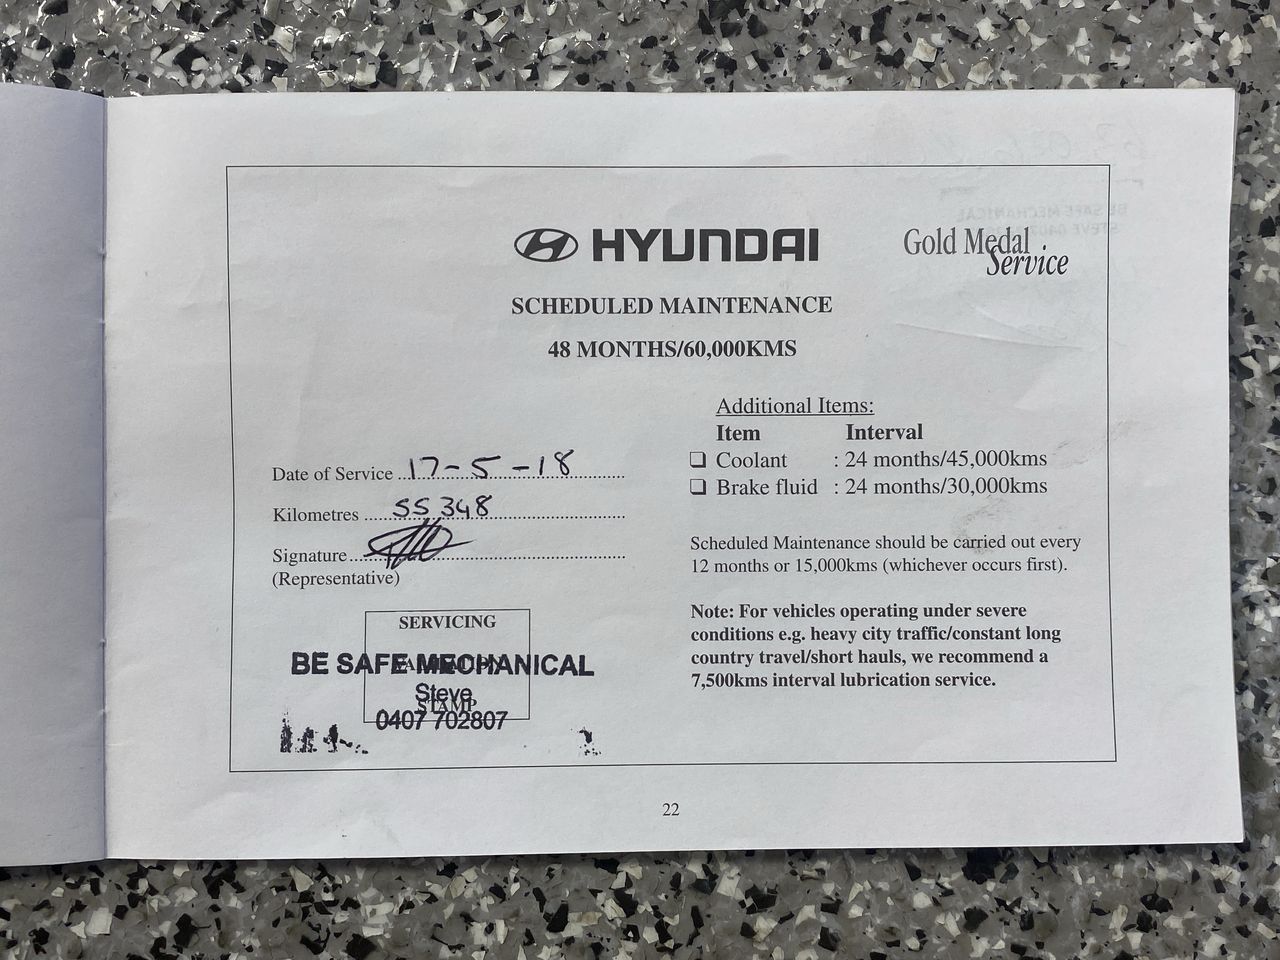 HYUNDAI
Gold Medal
Service
SCHEDULED MAINTENANCE
48 MONTHS/60,000KMS
Additional Items:
Item Interval
❑ Coolant : 24 months/45,000kms
❑ Brake fluid : 24 months/30,000kms
Date of Service 17-5-18
Kilometres 55348
Signature
(Representative)
Scheduled Maintenance should be carried out every
12 months or 15,000kms (whichever occurs first).
Note: For vehicles operating under severe
conditions e.g. heavy city traffic/constant long
country travel/short hauls, we recommend a
7,500kms interval lubrication service.
SERVICING
BE SAFE MECHANICAL
Steve
STAMP
0407 702807
22